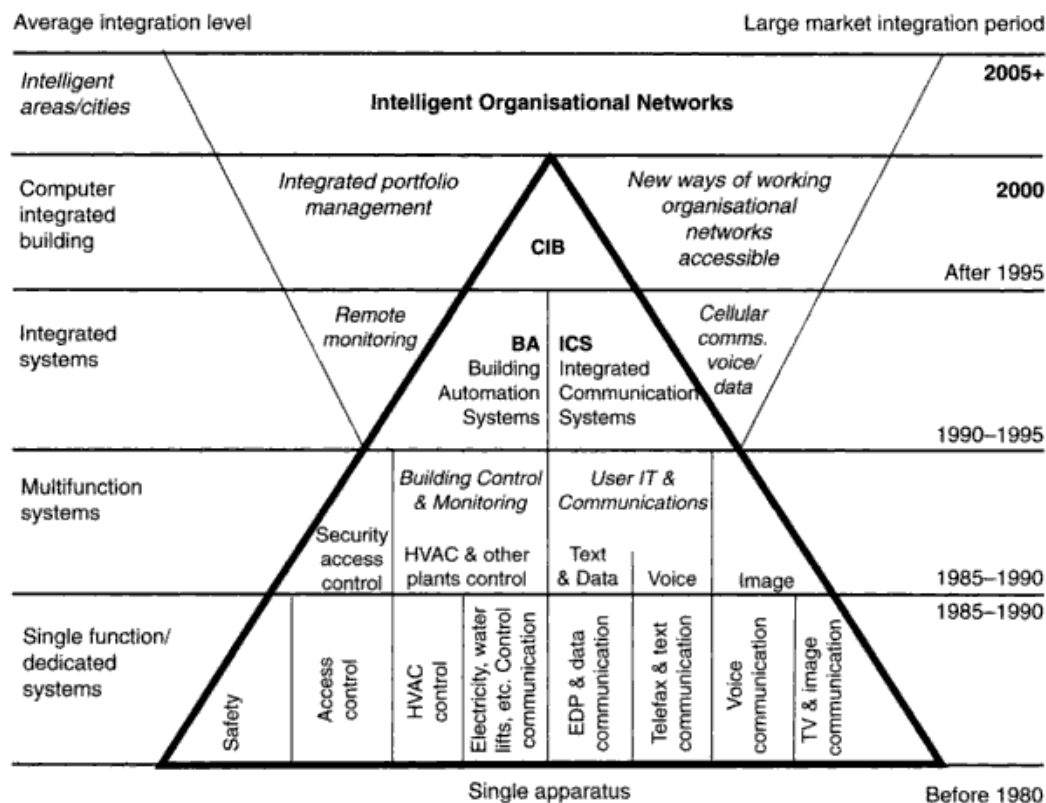 Average integration level
Large market integration period
Intelligent
areas/cities
Intelligent Organisational Networks
2005+
Computer
integrated
building
Integrated portfolio
management
CIB
New ways of working
organisational
networks
accessible
2000
After 1995
Integrated
systems
Remote
monitoring
BA
Building
Automation
Systems
ICS
Integrated
Communication
Systems
Cellular
comms.
voice/
data
1990–1995
Multifunction
systems
Security
access
control
Building Control
& Monitoring
HVAC & other
plants control
User IT &
Communications
Text
& Data
Voice
Image
1985–1990
1985–1990
Single function/
dedicated
systems
Safety
Access
control
HVAC
control
Electricity, water
lifts, etc. Control
communication
EDP & data
communication
Telefax & text
communication
Voice
communication
TV & image
communication
Single apparatus
Before 1980